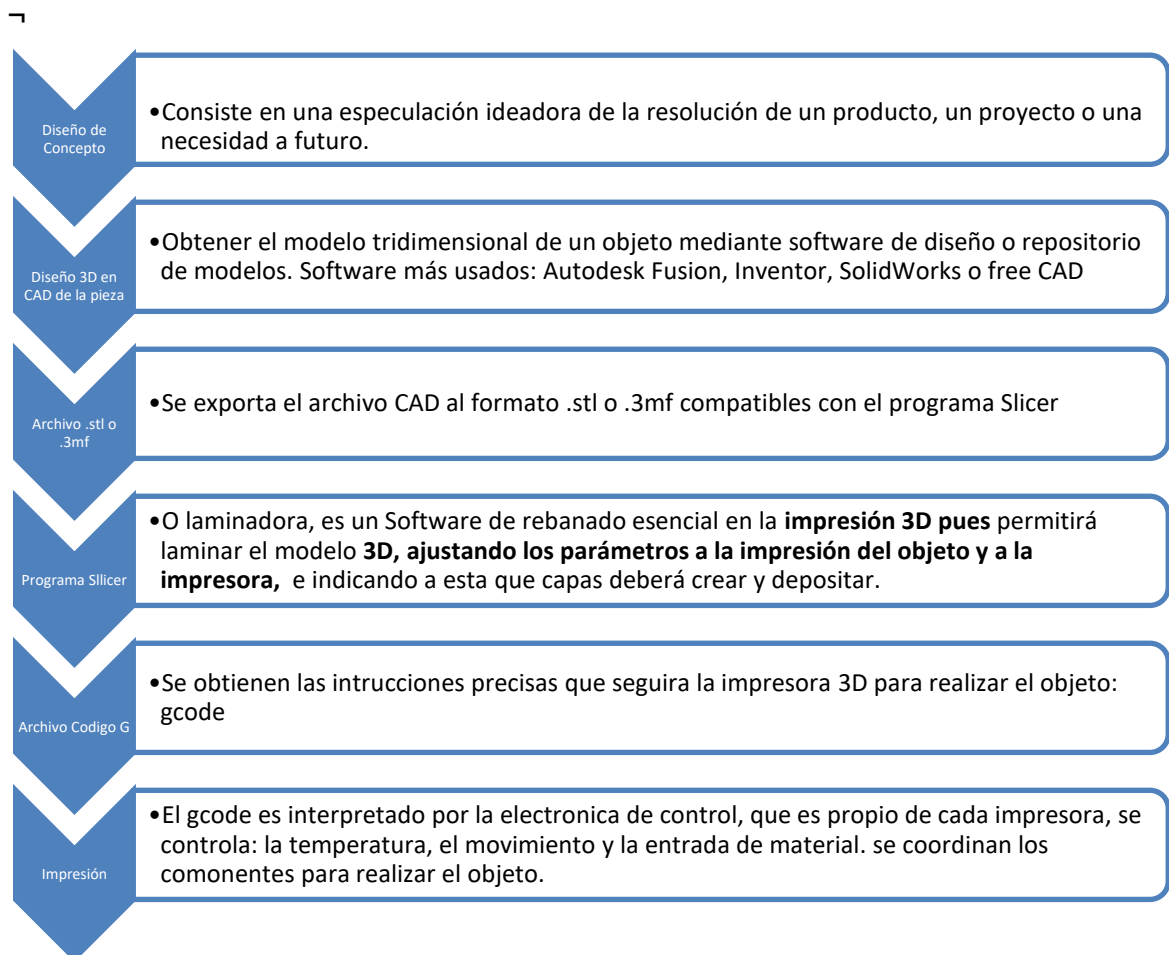 ¬
Diseño de
Concepto
•Consiste en una especulación ideadora de la resolución de un producto, un proyecto o una
necesidad a futuro.
Diseño 3D en
CAD de la pieza
•Obtener el modelo tridimensional de un objeto mediante software de diseño o repositorio
de modelos. Software más usados: Autodesk Fusion, Inventor, SolidWorks o free CAD
Archivo .stl o
.3mf
•Se exporta el archivo CAD al formato .stl o .3mf compatibles con el programa Slicer
Programa Sllicer
•O laminadora, es un Software de rebanado esencial en la impresión 3D pues permitirá
laminar el modelo 3D, ajustando los parámetros a la impresión del objeto y a la
impresora, e indicando a esta que capas deberá crear y depositar.
Archivo Codigo G
•Se obtienen las intrucciones precisas que seguira la impresora 3D para realizar el objeto:
gcode
Impresión
•El gcode es interpretado por la electronica de control, que es propio de cada impresora, se
controla: la temperatura, el movimiento y la entrada de material. se coordinan los
comonentes para realizar el objeto.